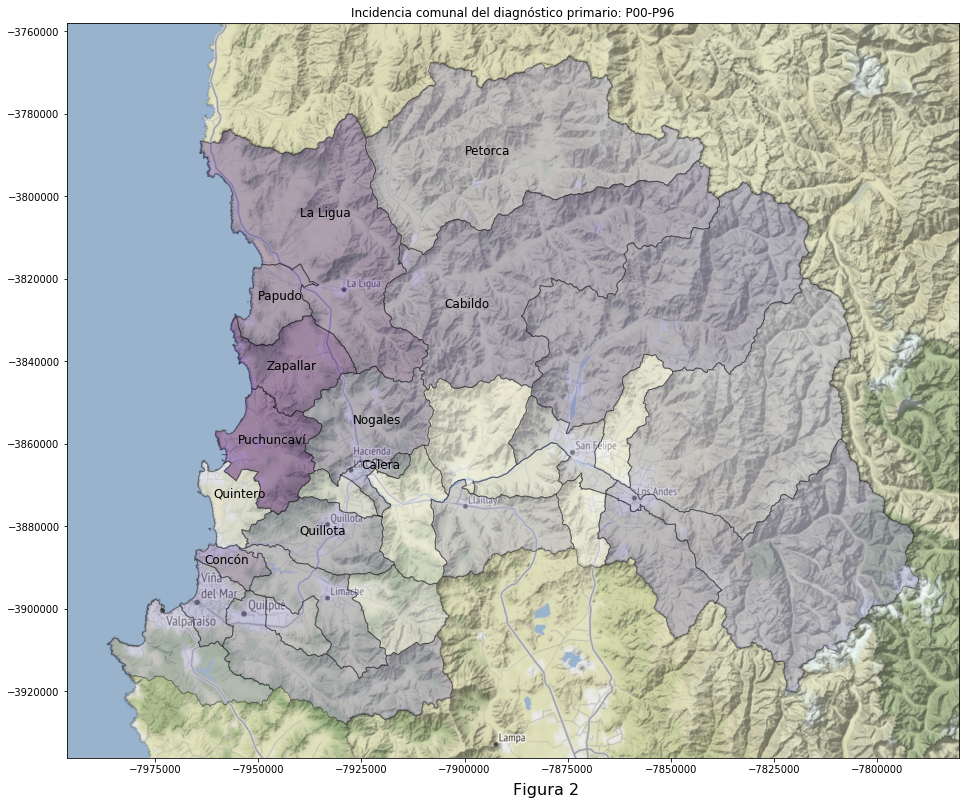 Incidencia comunal del diagnóstico primario: P00-P96
−3760000
−3780000
−3800000
−3820000
−3840000
−3860000
−3880000
−3900000
−3920000
Petorca
La Ligua
La Ligua
Papudo
Cabildo
Zapallar
Nogales
Puchuncaví
Hacienda
San Felipe
Calera
Quintero
Los Andes
Llaillay
Quillota
Quillota
Concón
Viña
del Mar
Limache
Quilpué
Valparaíso
Lampa
−7975000
−7950000
−7925000
−7900000
−7875000
−7850000
−7825000
−7800000
Figura 2